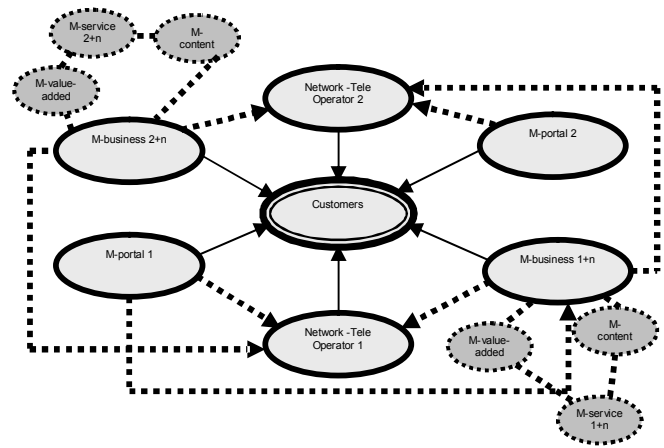 M-service
2+n
M-
content
M-value-
added
Network -Tele
Operator 2
M-business 2+n
M-portal 2
Customers
M-portal 1
M-business 1+n
Network -Tele
Operator 1
M-value-
added
M-
content
M-service
1+n